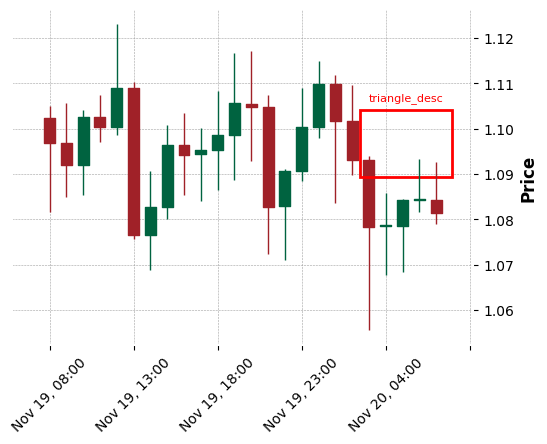 triangle_desc
1.12
1.11
1.10
1.09
1.08
1.07
1.06
Price
Nov 19, 08:00
Nov 19, 13:00
Nov 19, 18:00
Nov 19, 23:00
Nov 20, 04:00